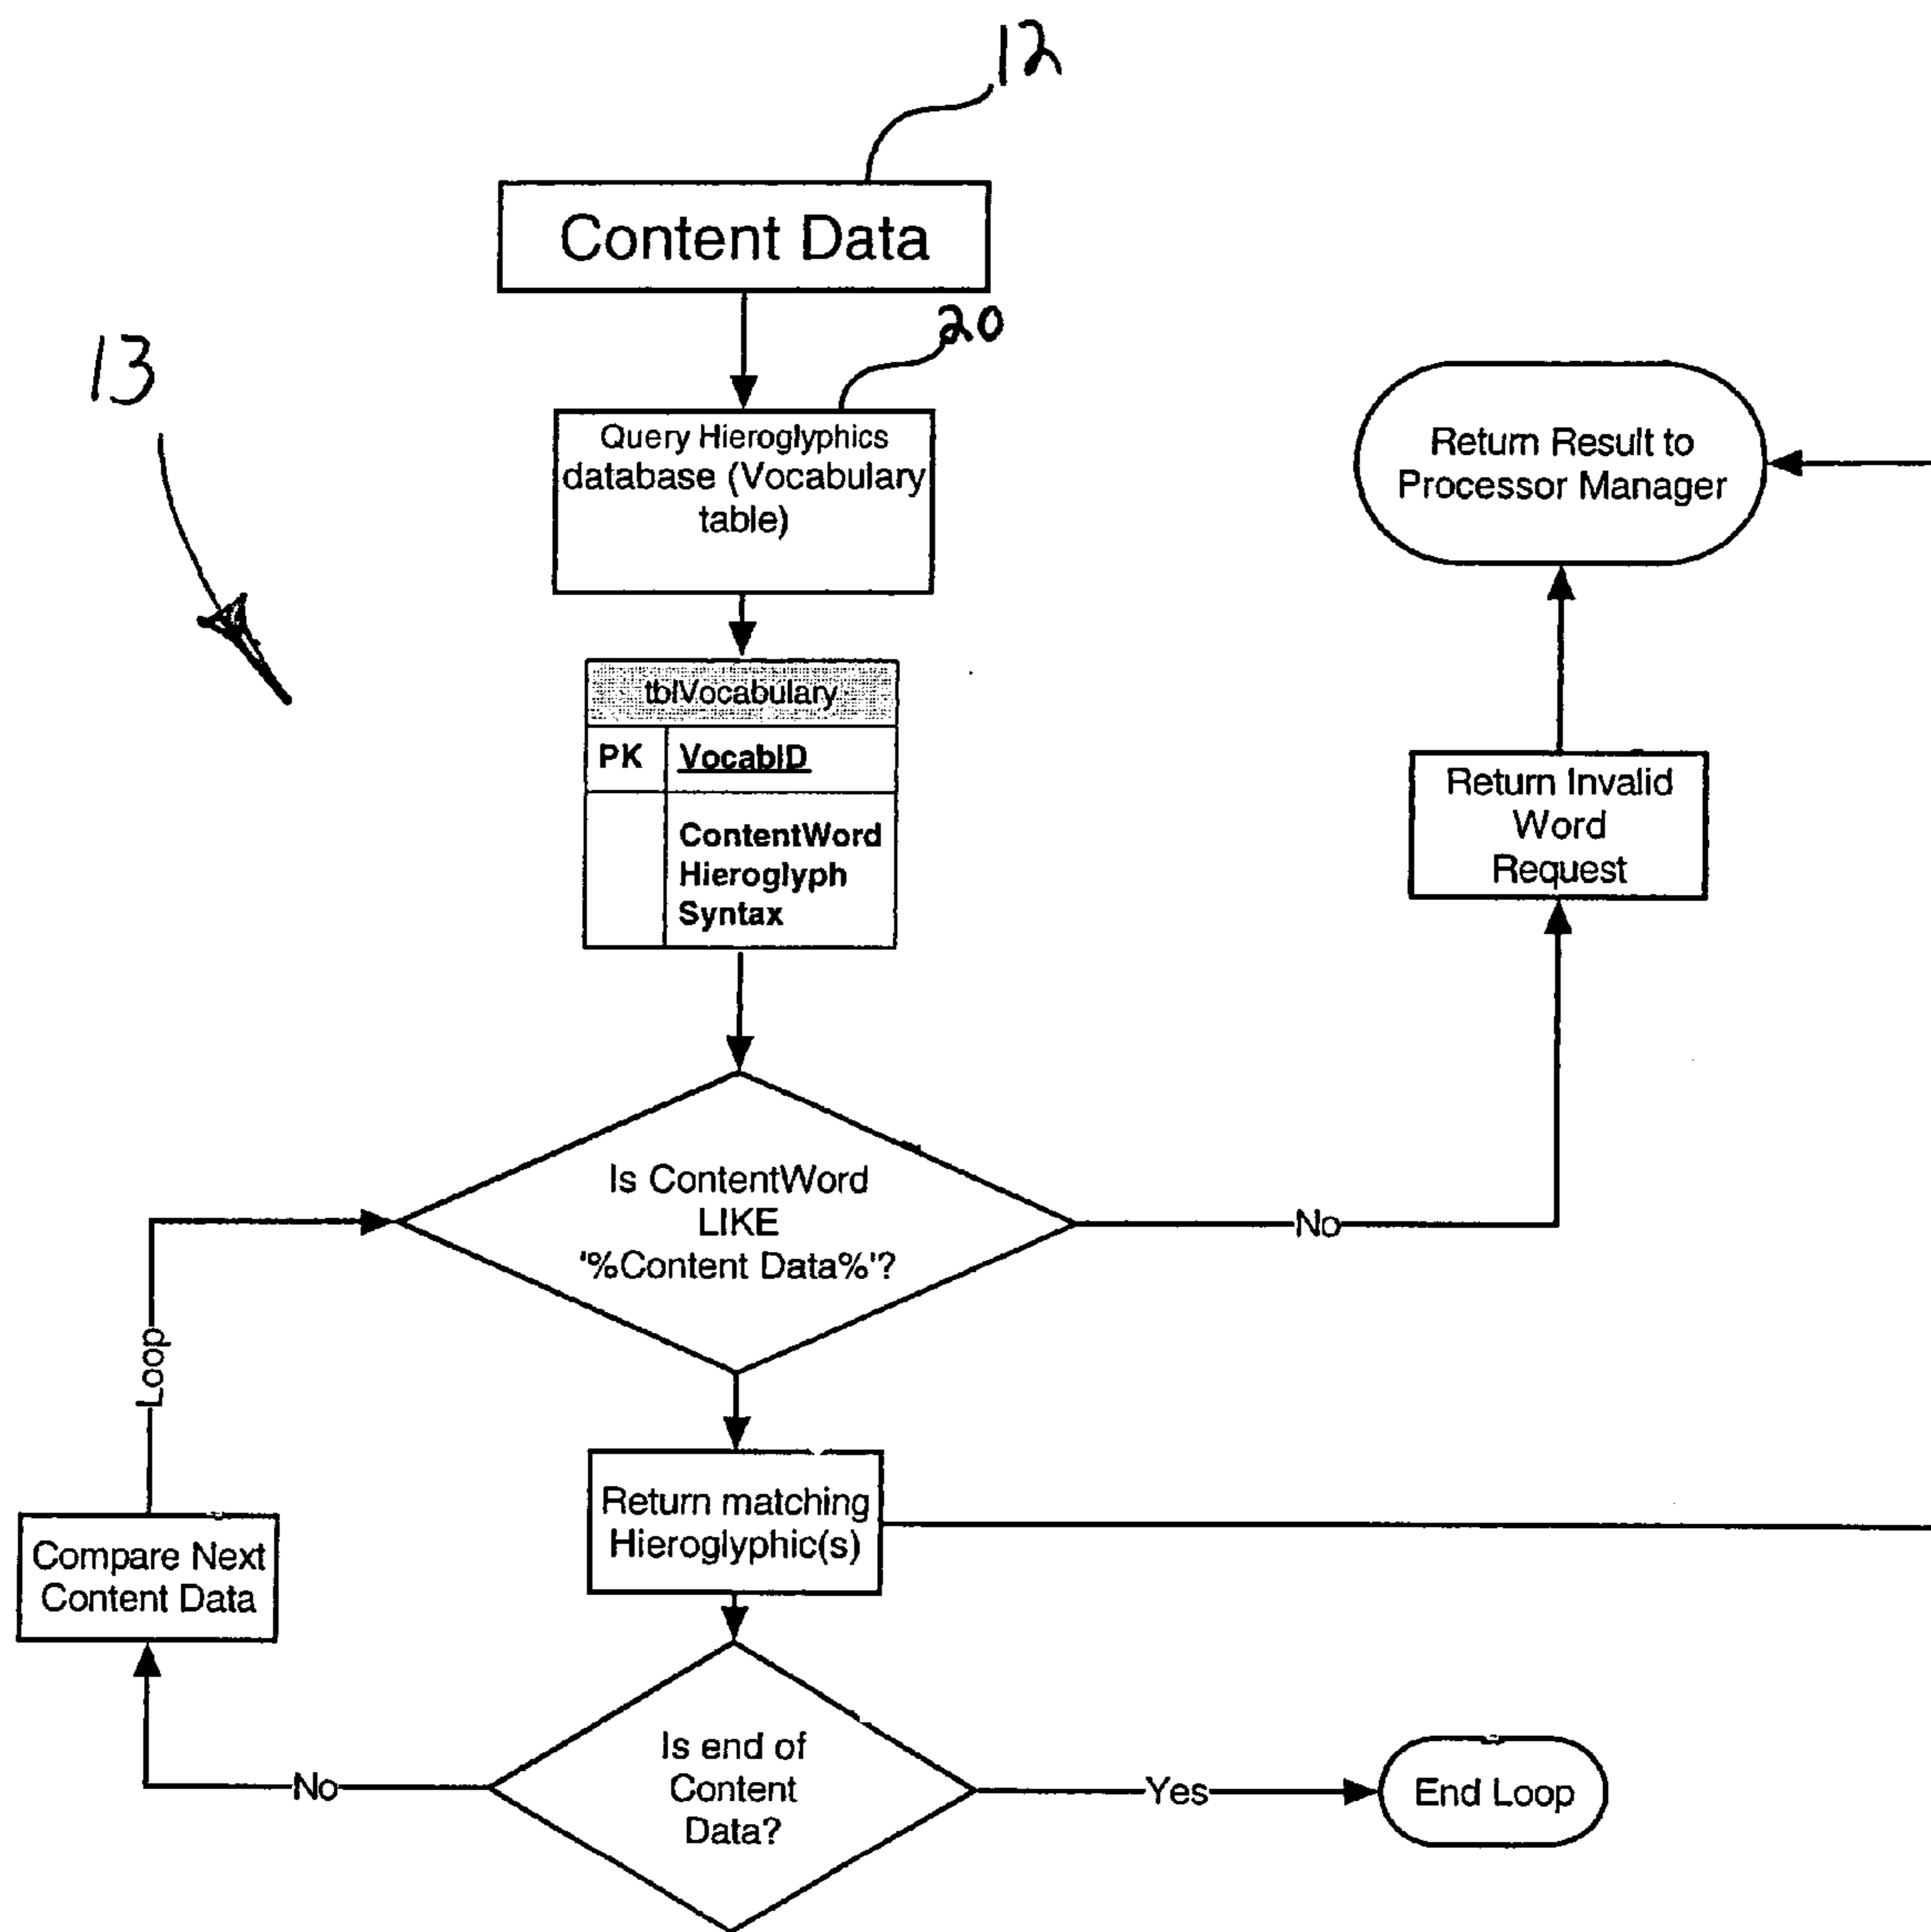 12
Content Data
20
13
Query Hieroglyphics
database (Vocabulary
table)
Return Result to
Processor Manager
tblVocabulary
PK VocabID
ContentWord
Hieroglyph
Syntax
Return Invalid
Word
Request
Is ContentWord
LIKE
'%Content Data%'?
No
Loop
Return matching
Hieroglyphic(s)
Compare Next
Content Data
Is end of
Content
Data?
No
Yes
End Loop